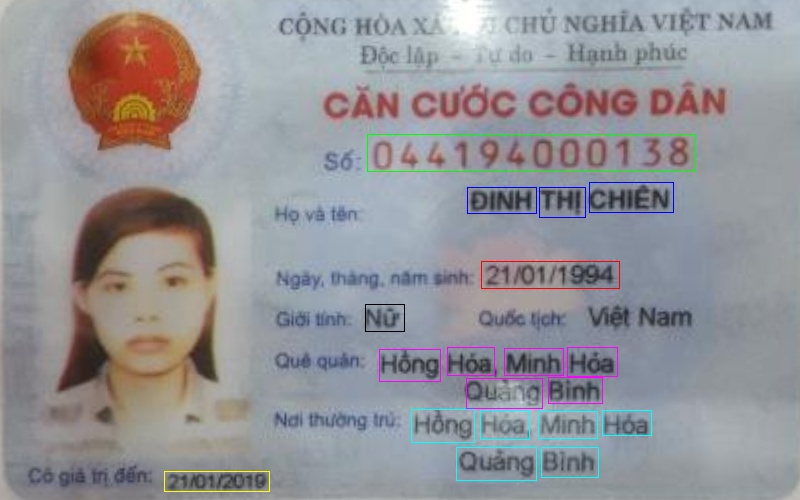 CỘNG HÒA XÃ CHỦ NGHĨA VIỆT NAM
Độc lập - Tự do - Hạnh phúc
CĂN CƯỚC CÔNG DÂN
Số: 044194000138
Họ và tên: ĐINH THỊ CHIÊN
Ngày, tháng, năm sinh: 21/01/1994
Giới tính: Nữ Quốc tịch: Việt Nam
Quê quán: Hồng Hóa, Minh Hóa
Quảng Bình
Nơi thường trú: Hồng Hóa, Minh Hóa
Quảng Bình
Có giá trị đến: 21/01/2019